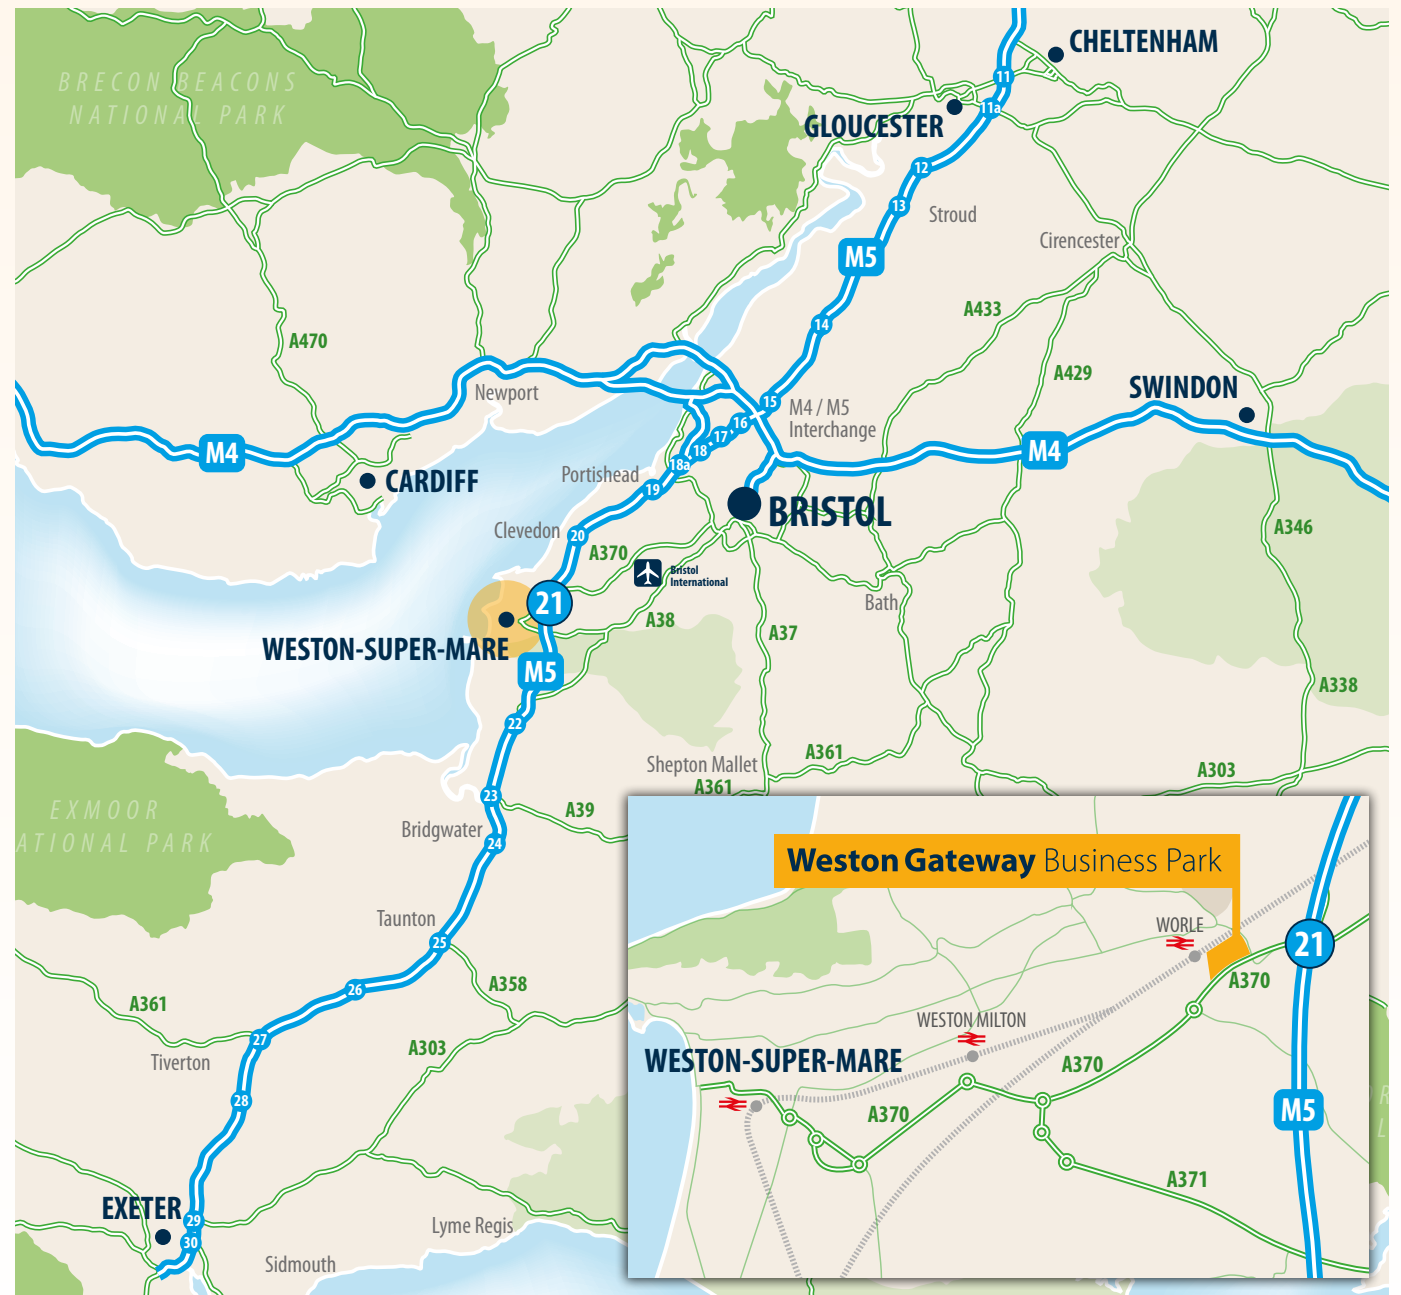 CHELTENHAM
BRECON BEACONS
NATIONAL PARK
11
11a
GLOUCESTER
12
13
Stroud
Cirencester
M5
A433
14
A470
A429
SWINDON
Newport
15
M4 / M5
Interchange
16
17
18
M4
M4
18a
Portishead
CARDIFF
19
BRISTOL
Clevedon
20
A346
A370
Bristol
International
21
Bath
A38
A37
WESTON-SUPER-MARE
M5
A338
22
A361
Shepton Mallet
A303
A361
23
A39
EXMOOR
NATIONAL PARK
Bridgwater
24
Taunton
25
A358
26
A361
27
A303
Tiverton
28
EXETER
29
Lyme Regis
30
Sidmouth
Weston Gateway Business Park
WORLE
21
A370
WESTON MILTON
WESTON-SUPER-MARE
A370
A370
M5
A371